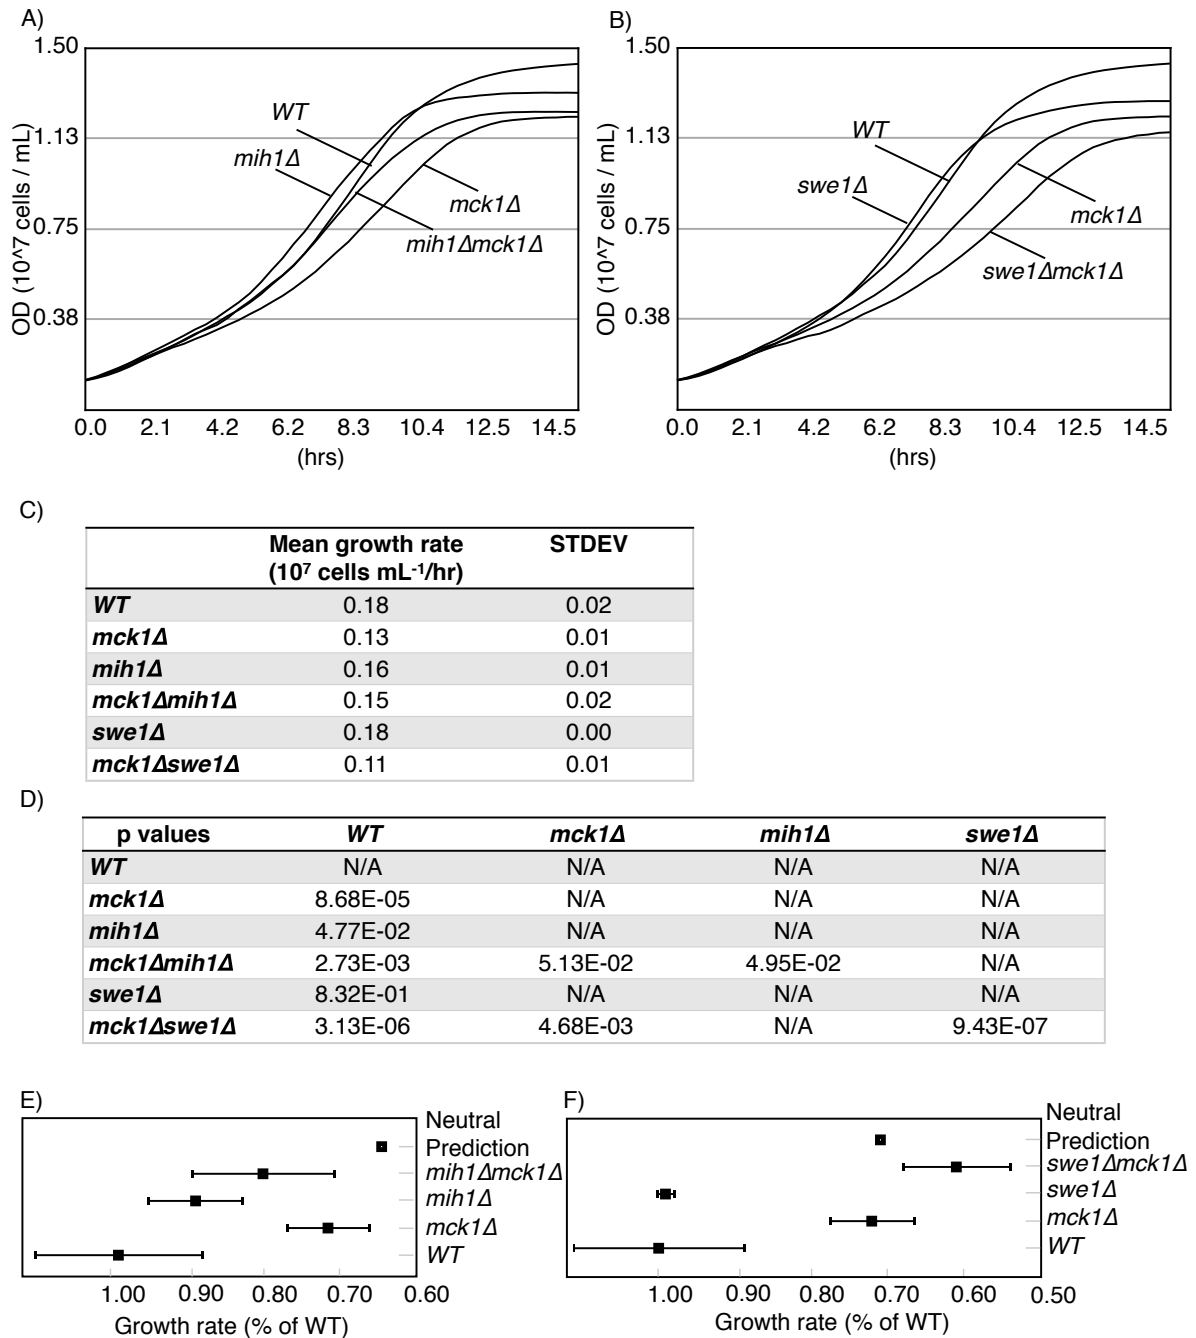 A)
1.50
1.13
0.75
0.38
OD (10^7 cells / mL)
WT
mih1Δ
mck1Δ
mih1Δmck1Δ
0.0 2.1 4.2 6.2 8.3 10.4 12.5 14.5
(hrs)
B)
1.50
1.13
0.75
0.38
OD (10^7 cells / mL)
WT
swe1Δ
mck1Δ
swe1Δmck1Δ
0.0 2.1 4.2 6.2 8.3 10.4 12.5 14.5
(hrs)
C)
Mean growth rate STDEV
(10⁷ cells mL⁻¹/hr)
WT 0.18 0.02
mck1Δ 0.13 0.01
mih1Δ 0.16 0.01
mck1Δmih1Δ 0.15 0.02
swe1Δ 0.18 0.00
mck1Δswe1Δ 0.11 0.01
D)
p values WT mck1Δ mih1Δ swe1Δ
WT N/A N/A N/A N/A
mck1Δ 8.68E-05 N/A N/A N/A
mih1Δ 4.77E-02 N/A N/A N/A
mck1Δmih1Δ 2.73E-03 5.13E-02 4.95E-02 N/A
swe1Δ 8.32E-01 N/A N/A N/A
mck1Δswe1Δ 3.13E-06 4.68E-03 N/A 9.43E-07
E)
Neutral
Prediction
mih1Δmck1Δ
mih1Δ
mck1Δ
WT
1.00 0.90 0.80 0.70 0.60
Growth rate (% of WT)
F)
Neutral
Prediction
swe1Δmck1Δ
swe1Δ
mck1Δ
WT
1.00 0.90 0.80 0.70 0.60 0.50
Growth rate (% of WT)